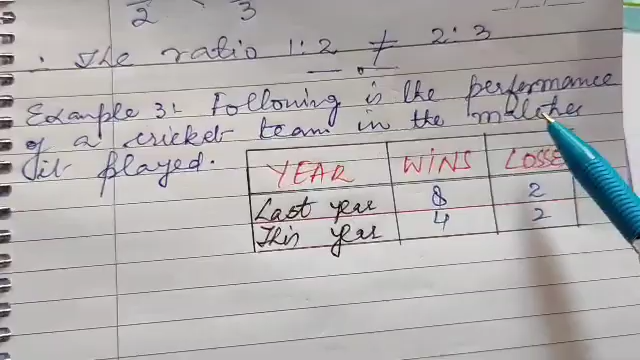 2 3
∴ The ratio 1:2 ≠ 2:3
Example 3:- Following is the performance
of a cricket team in the matches
it played.
YEAR WINS LOSSE
Last year 8 2
This year 4 2